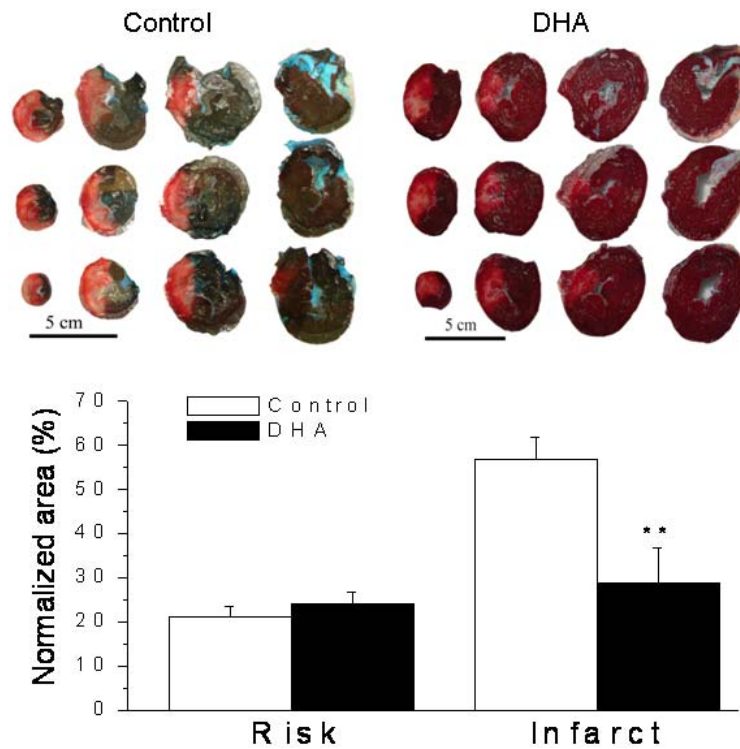 Control DHA
5 cm 5 cm
Normalized area (%)
70
60
50
40
30
20
10
0
Control
DHA
**
Risk Infarct